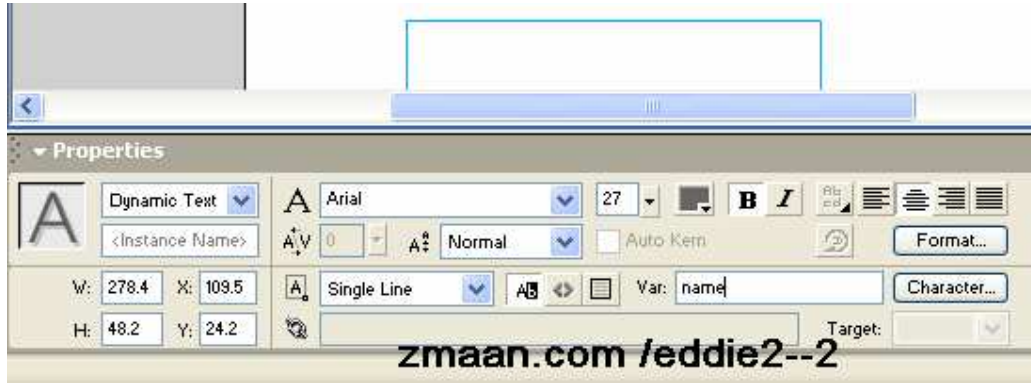 Properties
A Dynamic Text A Arial 27 B I
<Instance Name> A V 0 Normal Auto Kern Format...
W: 278.4 X: 109.5 Single Line Var: name Character...
H: 48.2 Y: 24.2 Target:
zmaan.com /eddie2--2